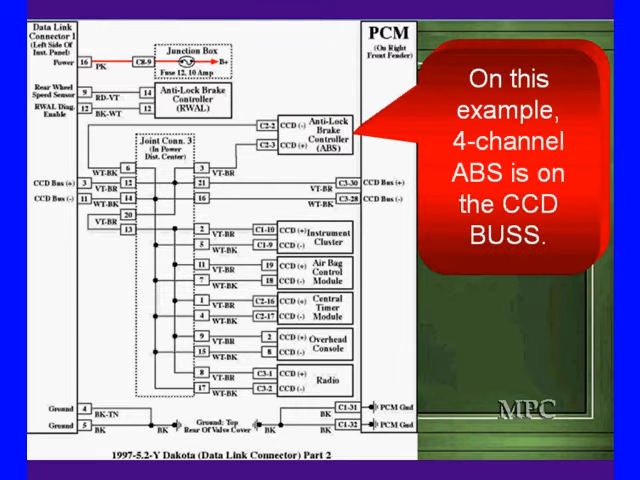 Data Link
Connector 1
(Left Side Of
Inst. Panel)
Power
16
PK
C8-9
Junction Box
B+
Fuse 12, 10 Amp
PCM
(On Right
Front Fender)
Rear Wheel
Speed Sensor
9
RD-VT
14
RWAL Diag.
Enable
12
BK-WT
12
Anti-Lock Brake
Controller
(RWAL)
C2-2
CCD (-)
C2-3
CCD (+)
Anti-Lock
Brake
Controller
(ABS)
On this
example,
4-channel
ABS is on
the CCD
BUSS.
Joint Conn. 3
(In Power
Dist. Center)
WT-BK
6
3
VT-BR
CCD Bus (+)
3
VT-BR
12
21
VT-BR
C3-30
CCD Bus (+)
CCD Bus (-)
11
WT-BK
14
16
WT-BK
C3-28
CCD Bus (-)
20
VT-BR
13
2
VT-BR
C1-10
CCD (+)
5
WT-BK
C1-9
CCD (-)
Instrument
Cluster
11
VT-BR
19
CCD (+)
7
WT-BK
18
CCD (-)
Air Bag
Control
Module
1
VT-BR
C2-16
CCD (+)
4
WT-BK
C2-17
CCD (-)
Central
Timer
Module
9
VT-BR
2
CCD (+)
15
WT-BK
8
CCD (-)
Overhead
Console
8
VT-BR
C3-1
CCD (+)
17
WT-BK
C3-2
CCD (-)
Radio
Ground
4
BK-TN
Ground
5
BK
BK
Ground: Top
Rear Of Valve Cover
BK
BK
C1-31
PCM Gnd
BK
C1-32
PCM Gnd
MPC
1997-5.2-Y Dakota (Data Link Connector) Part 2